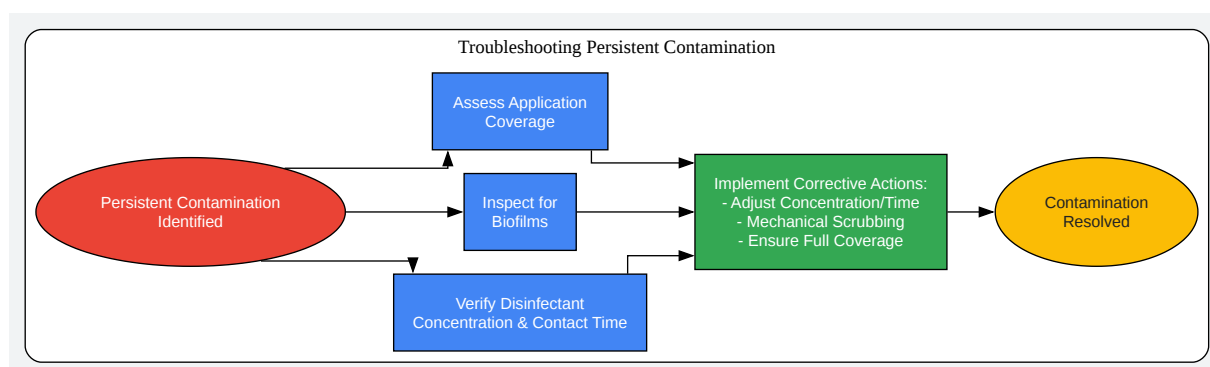 Troubleshooting Persistent Contamination
Assess Application
Coverage
Persistent Contamination
Identified
Inspect for
Biofilms
Verify Disinfectant
Concentration & Contact Time
Implement Corrective Actions:
- Adjust Concentration/Time
- Mechanical Scrubbing
- Ensure Full Coverage
Contamination
Resolved